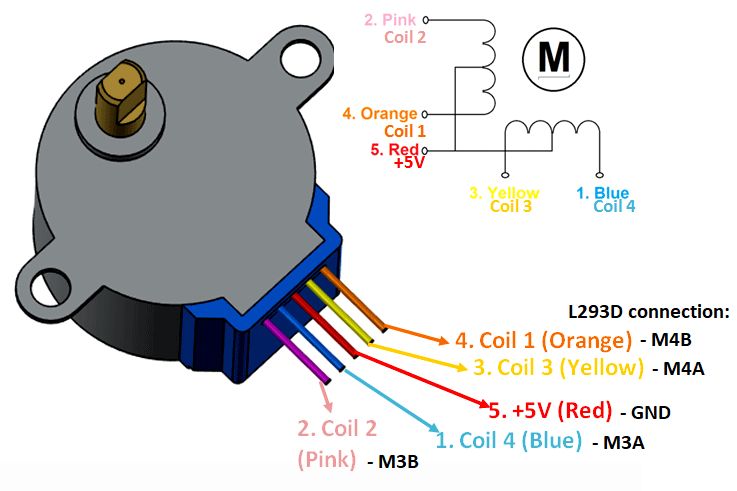 2. Pink
Coil 2
M
4. Orange
Coil 1
5. Red
+5V
3. Yellow
Coil 3
1. Blue
Coil 4
L293D connection:
4. Coil 1 (Orange) - M4B
3. Coil 3 (Yellow) - M4A
5. +5V (Red) - GND
1. Coil 4 (Blue) - M3A
2. Coil 2
(Pink) - M3B